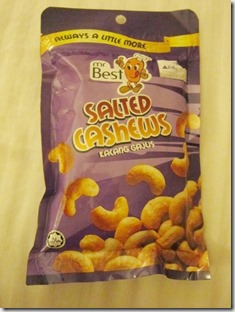 ALWAYS A LITTLE MORE...
mr.
Best
SALTED
CASHEWS
KACANG GAJUS